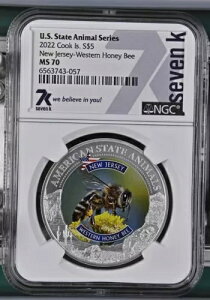 U.S. State Animal Series
2022 Cook Is. S$5
New Jersey-Western Honey Bee
MS 70
6563743-057
NGC
7k
seven k
we believe in you!
seven k
AMERICAN STATE ANIMALS
NEW JERSEY
WESTERN HONEY BEE